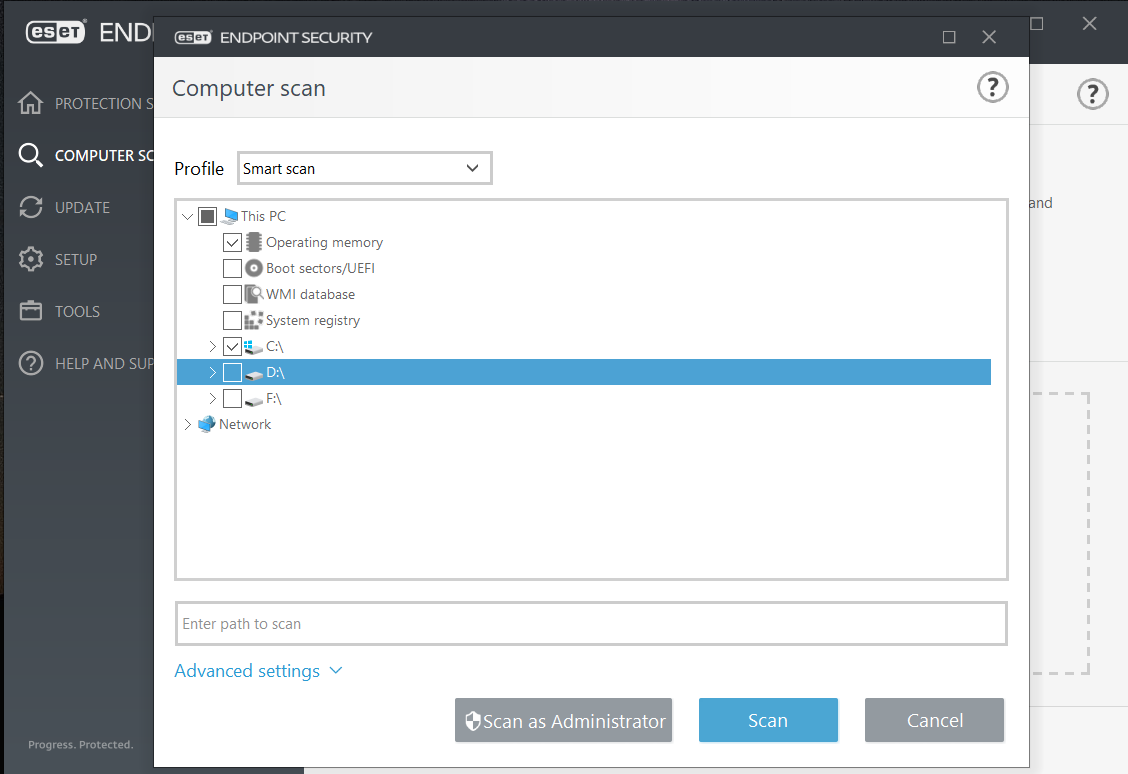 eset END
eset ENDPOINT SECURITY
Computer scan
?
?
PROTECTION S
COMPUTER SC
UPDATE
SETUP
TOOLS
HELP AND SUP
Progress. Protected.
and
Profile
Smart scan
This PC
Operating memory
Boot sectors/UEFI
WMI database
System registry
C:\
D:\
F:\
Network
Enter path to scan
Advanced settings
Scan as Administrator
Scan
Cancel